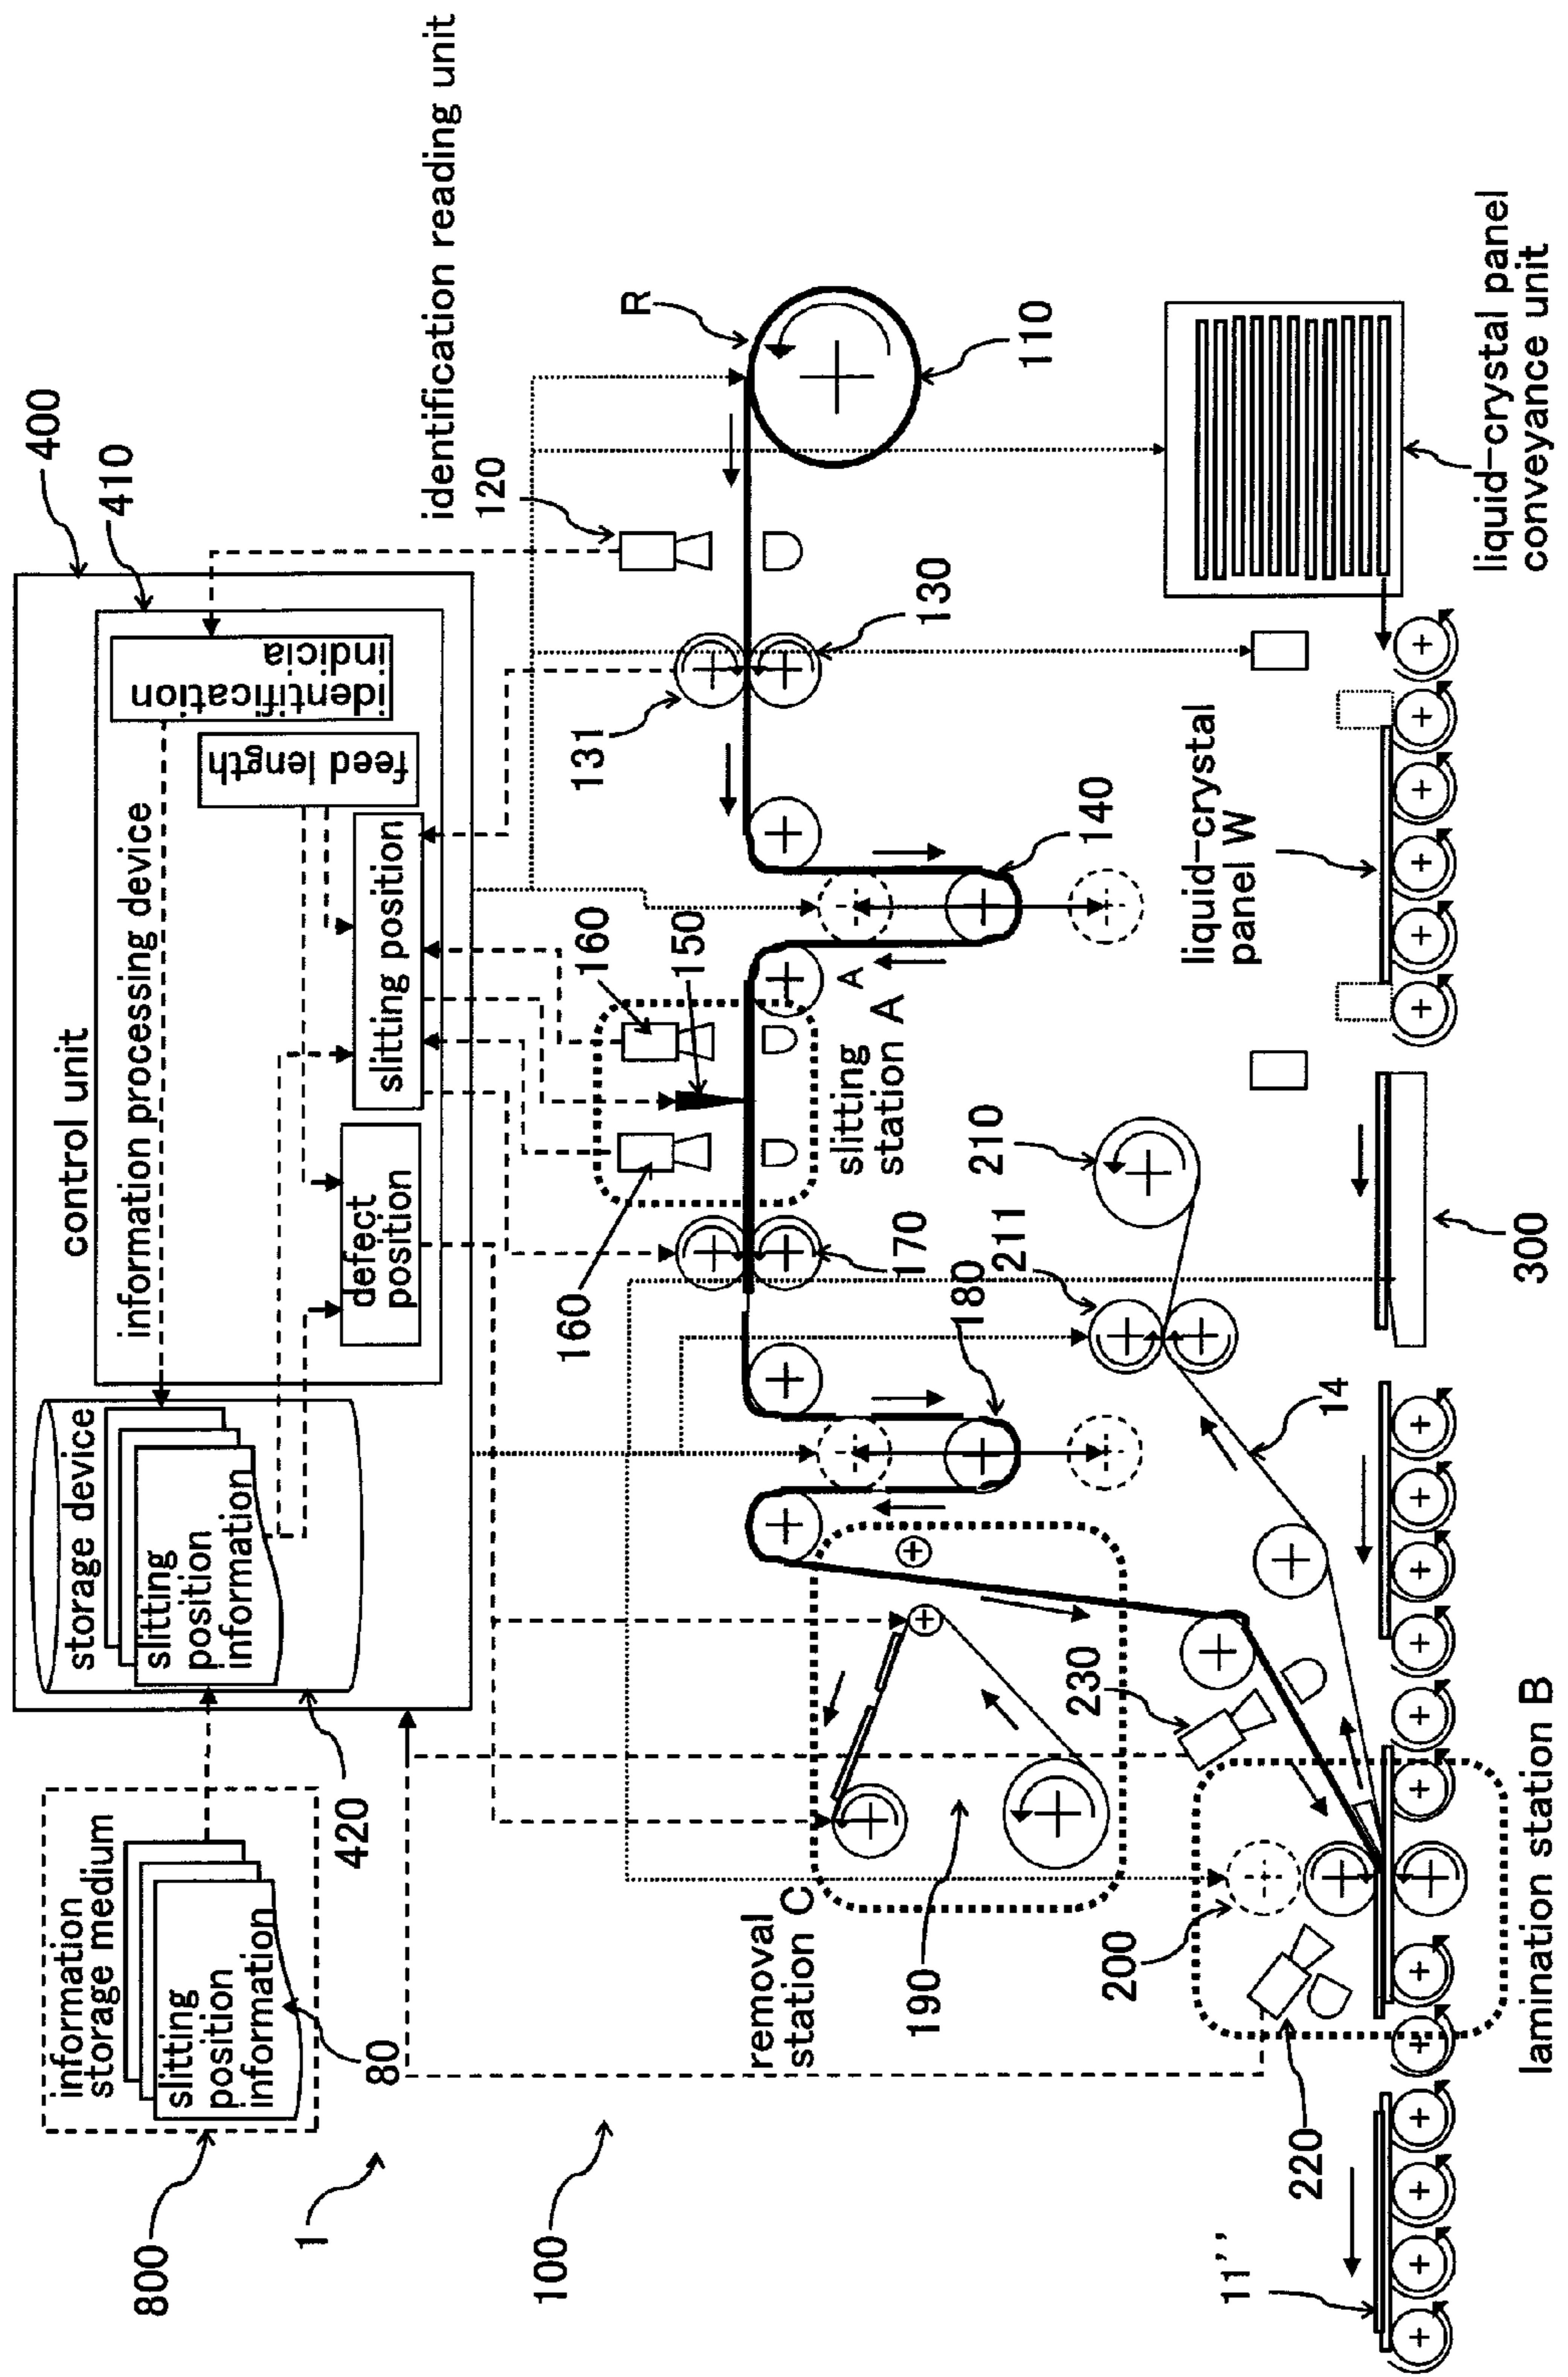 800
information
storage medium
slitting
position
information
80
1
100
control unit
400
410
420
storage device
slitting
position
information
information processing device
defect
position
slitting position
feed length
identification
indicia
identification reading unit
120
R
110
130
131
140
160
150
160
A
slitting
station A
170
180
removal
station C
190
200
210
211
14
230
220
11''
lamination station B
300
liquid-crystal
panel W
liquid-crystal panel
conveyance unit